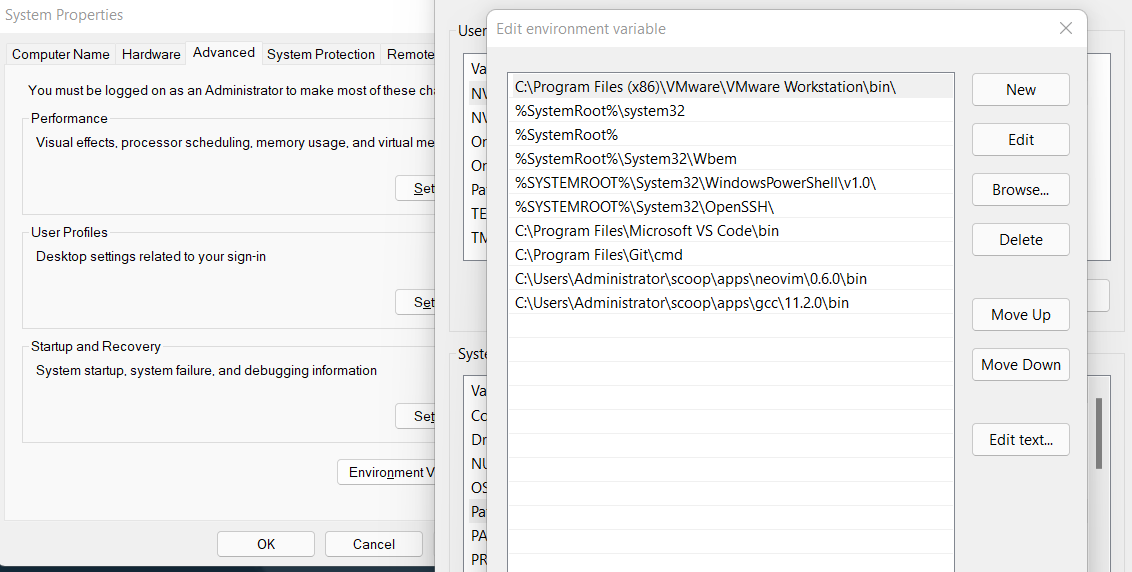 System Properties
Computer Name
Hardware
Advanced
System Protection
Remote
You must be logged on as an Administrator to make most of these cha
Performance
Visual effects, processor scheduling, memory usage, and virtual me
Set
User Profiles
Desktop settings related to your sign-in
Set
Startup and Recovery
System startup, system failure, and debugging information
Set
Environment V
OK
Cancel
User
Va
NV
NV
On
On
Pa
TE
TM
Syste
Va
Co
Dr
NU
OS
Pat
PA
PR
Edit environment variable
C:\Program Files (x86)\VMware\VMware Workstation\bin\
%SystemRoot%\system32
%SystemRoot%
%SystemRoot%\System32\Wbem
%SYSTEMROOT%\System32\WindowsPowerShell\v1.0\
%SYSTEMROOT%\System32\OpenSSH\
C:\Program Files\Microsoft VS Code\bin
C:\Program Files\Git\cmd
C:\Users\Administrator\scoop\apps\neovim\0.6.0\bin
C:\Users\Administrator\scoop\apps\gcc\11.2.0\bin
New
Edit
Browse...
Delete
Move Up
Move Down
Edit text...